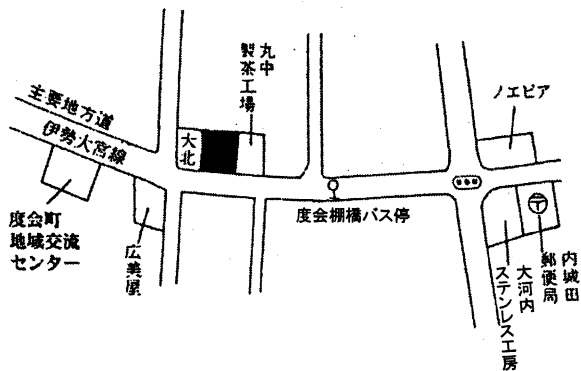 丸中
製茶工場
ノエビア
主要地方道
伊勢大宮線
大北
度会町
地域交流
センター
広美屋
度会棚橋バス停
内城田
郵便局
大河内
ステンレス工房